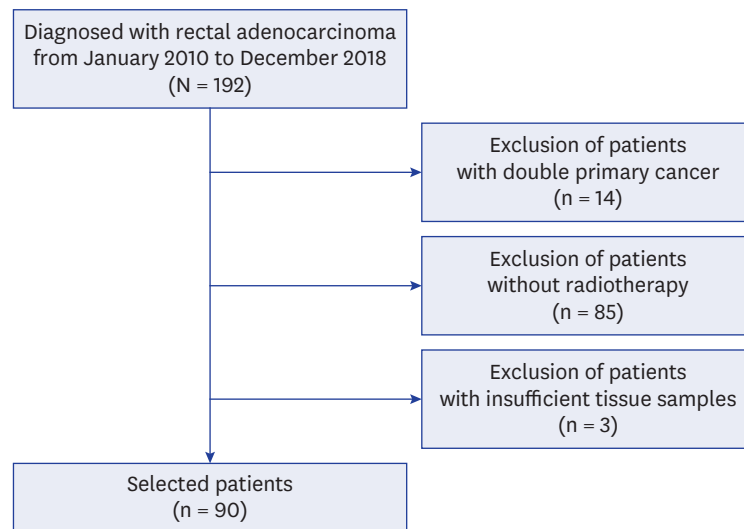 Diagnosed with rectal adenocarcinoma
from January 2010 to December 2018
(N = 192)
Exclusion of patients
with double primary cancer
(n = 14)
Exclusion of patients
without radiotherapy
(n = 85)
Exclusion of patients
with insufficient tissue samples
(n = 3)
Selected patients
(n = 90)